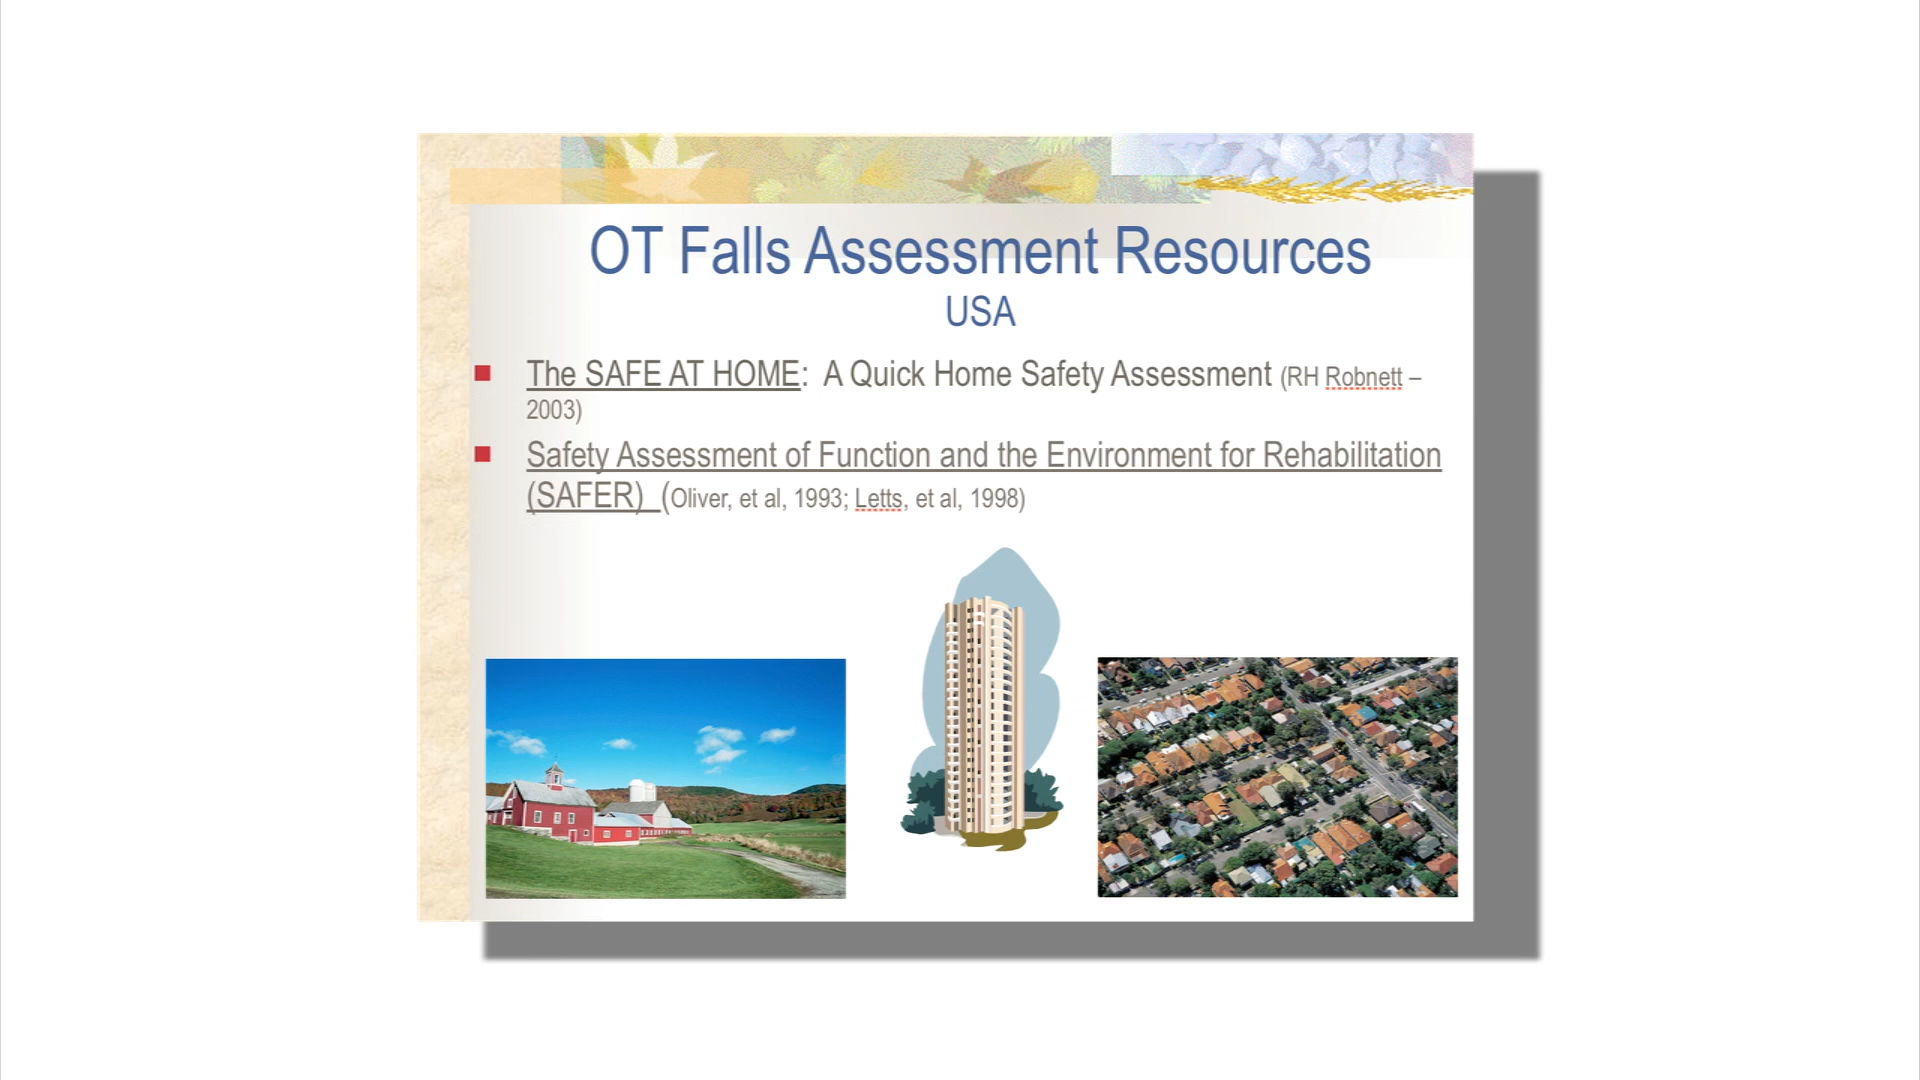 OT Falls Assessment Resources
USA
The SAFE AT HOME:  A Quick Home Safety Assessment (RH Robnett –
2003)
Safety Assessment of Function and the Environment for Rehabilitation
(SAFER)  (Oliver, et al, 1993; Letts, et al, 1998)